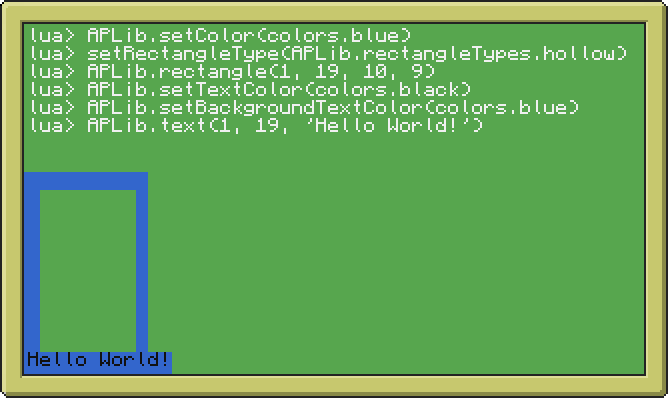 lua> APLib.setColor(colors.blue)
lua> setRectangleType(APLib.rectangleTypes.hollow)
lua> APLib.rectangle(1, 19, 10, 9)
lua> APLib.setTextColor(colors.black)
lua> APLib.setBackgroundTextColor(colors.blue)
lua> APLib.text(1, 19, 'Hello World!')
Hello World!